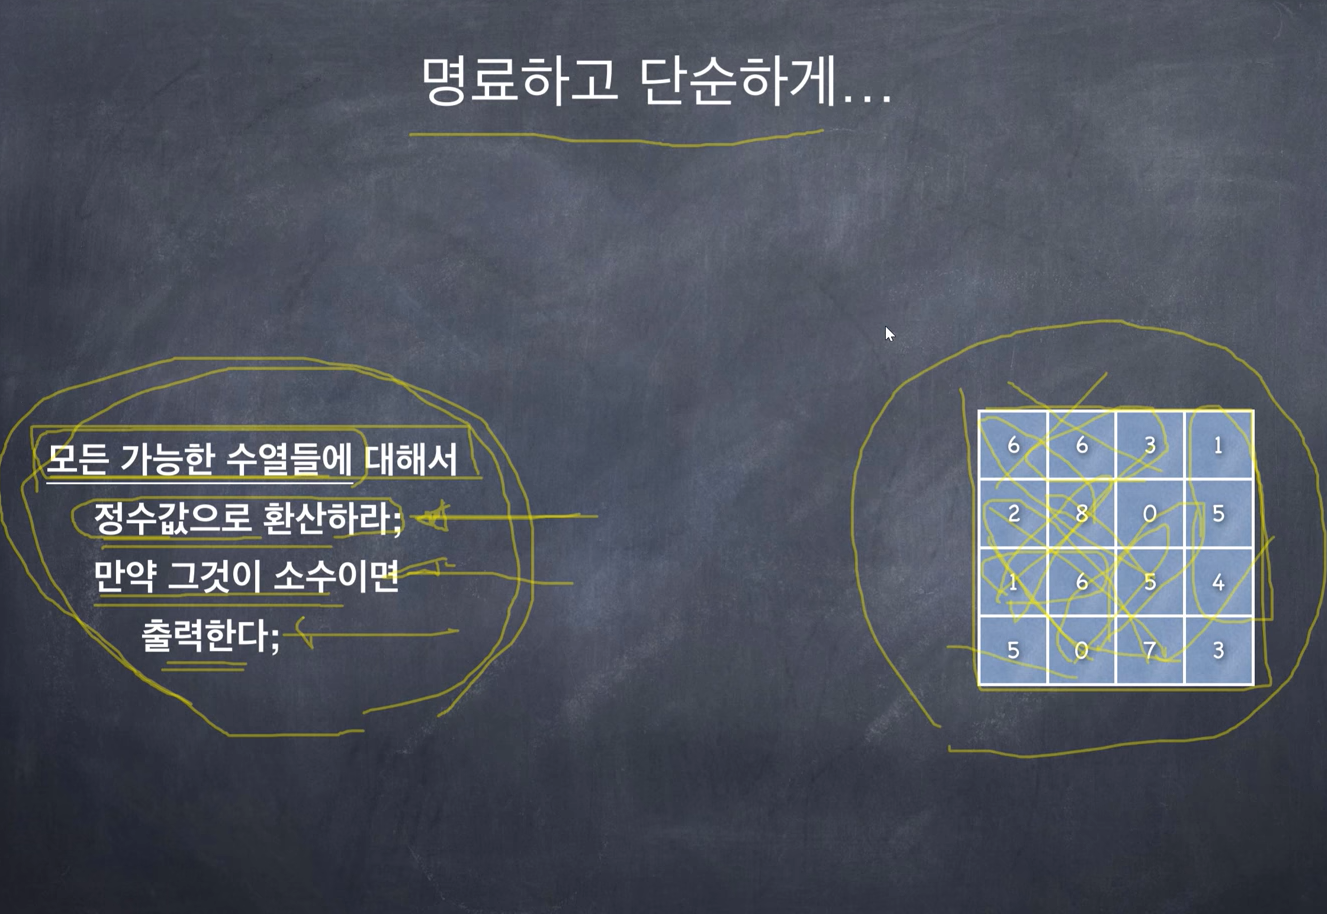 명료하고 단순하게...
모든 가능한 수열들에 대해서
정수값으로 환산하라;
만약 그것이 소수이면
출력한다;
6 6 3 1
2 8 0 5
1 6 5 4
5 0 7 3